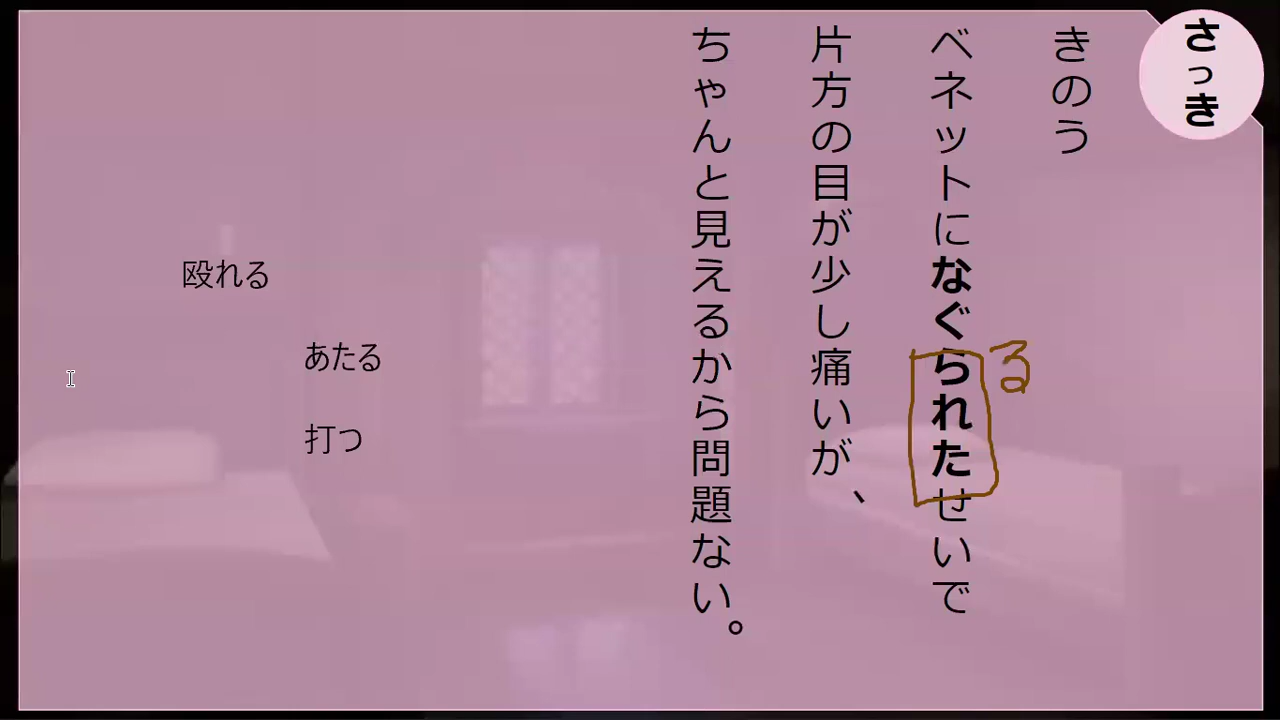 さっき
きのう
ベネットになぐられたせいで
る
片方の目が少し痛いが、
ちゃんと見えるから問題ない。
殴れる
あたる
打つ